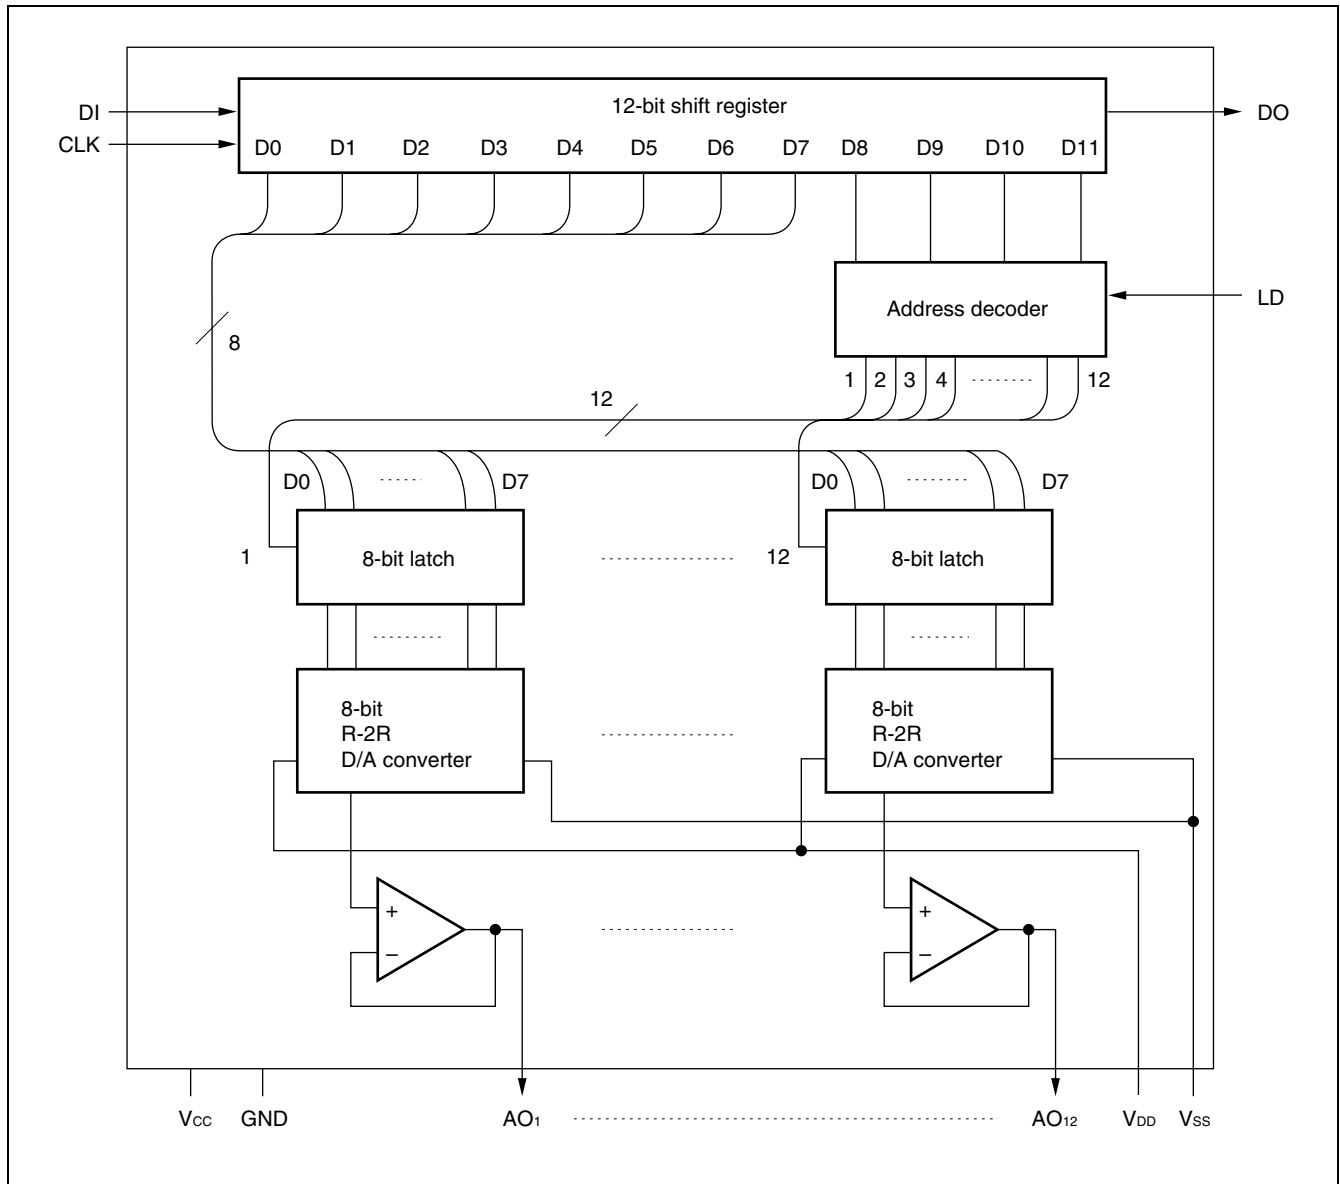 12-bit shift register
DI
DO
CLK
D0 D1 D2 D3 D4 D5 D6 D7 D8 D9 D10 D11
Address decoder
LD
8
1 2 3 4 12
12
D0 D7
D0 D7
1
8-bit latch
12
8-bit latch
8-bit
R-2R
D/A converter
8-bit
R-2R
D/A converter
+
−
+
−
VCC GND AO1 AO12 VDD VSS